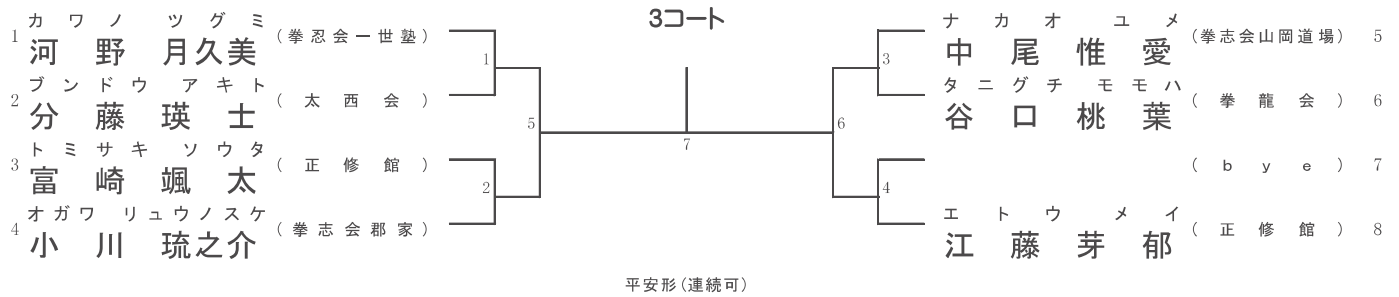 3コート
カワノ ツグミ
1 河野 月久美 (拳忍会一世塾)
ブンドウ アキト
2 分藤 瑛士 (太西会)
トミサキ ソウタ
3 富崎 颯太 (正修館)
オガワ リュウノスケ
4 小川 琉之介 (拳志会郡家)
1
2
5
7
6
3
4
ナカオ ユメ
中尾 惟愛 (拳志会山岡道場) 5
タニグチ モモハ
谷口 桃葉 (拳龍会) 6
(bye) 7
エトウ メイ
江藤 芽郁 (正修館) 8
平安形(連続可)